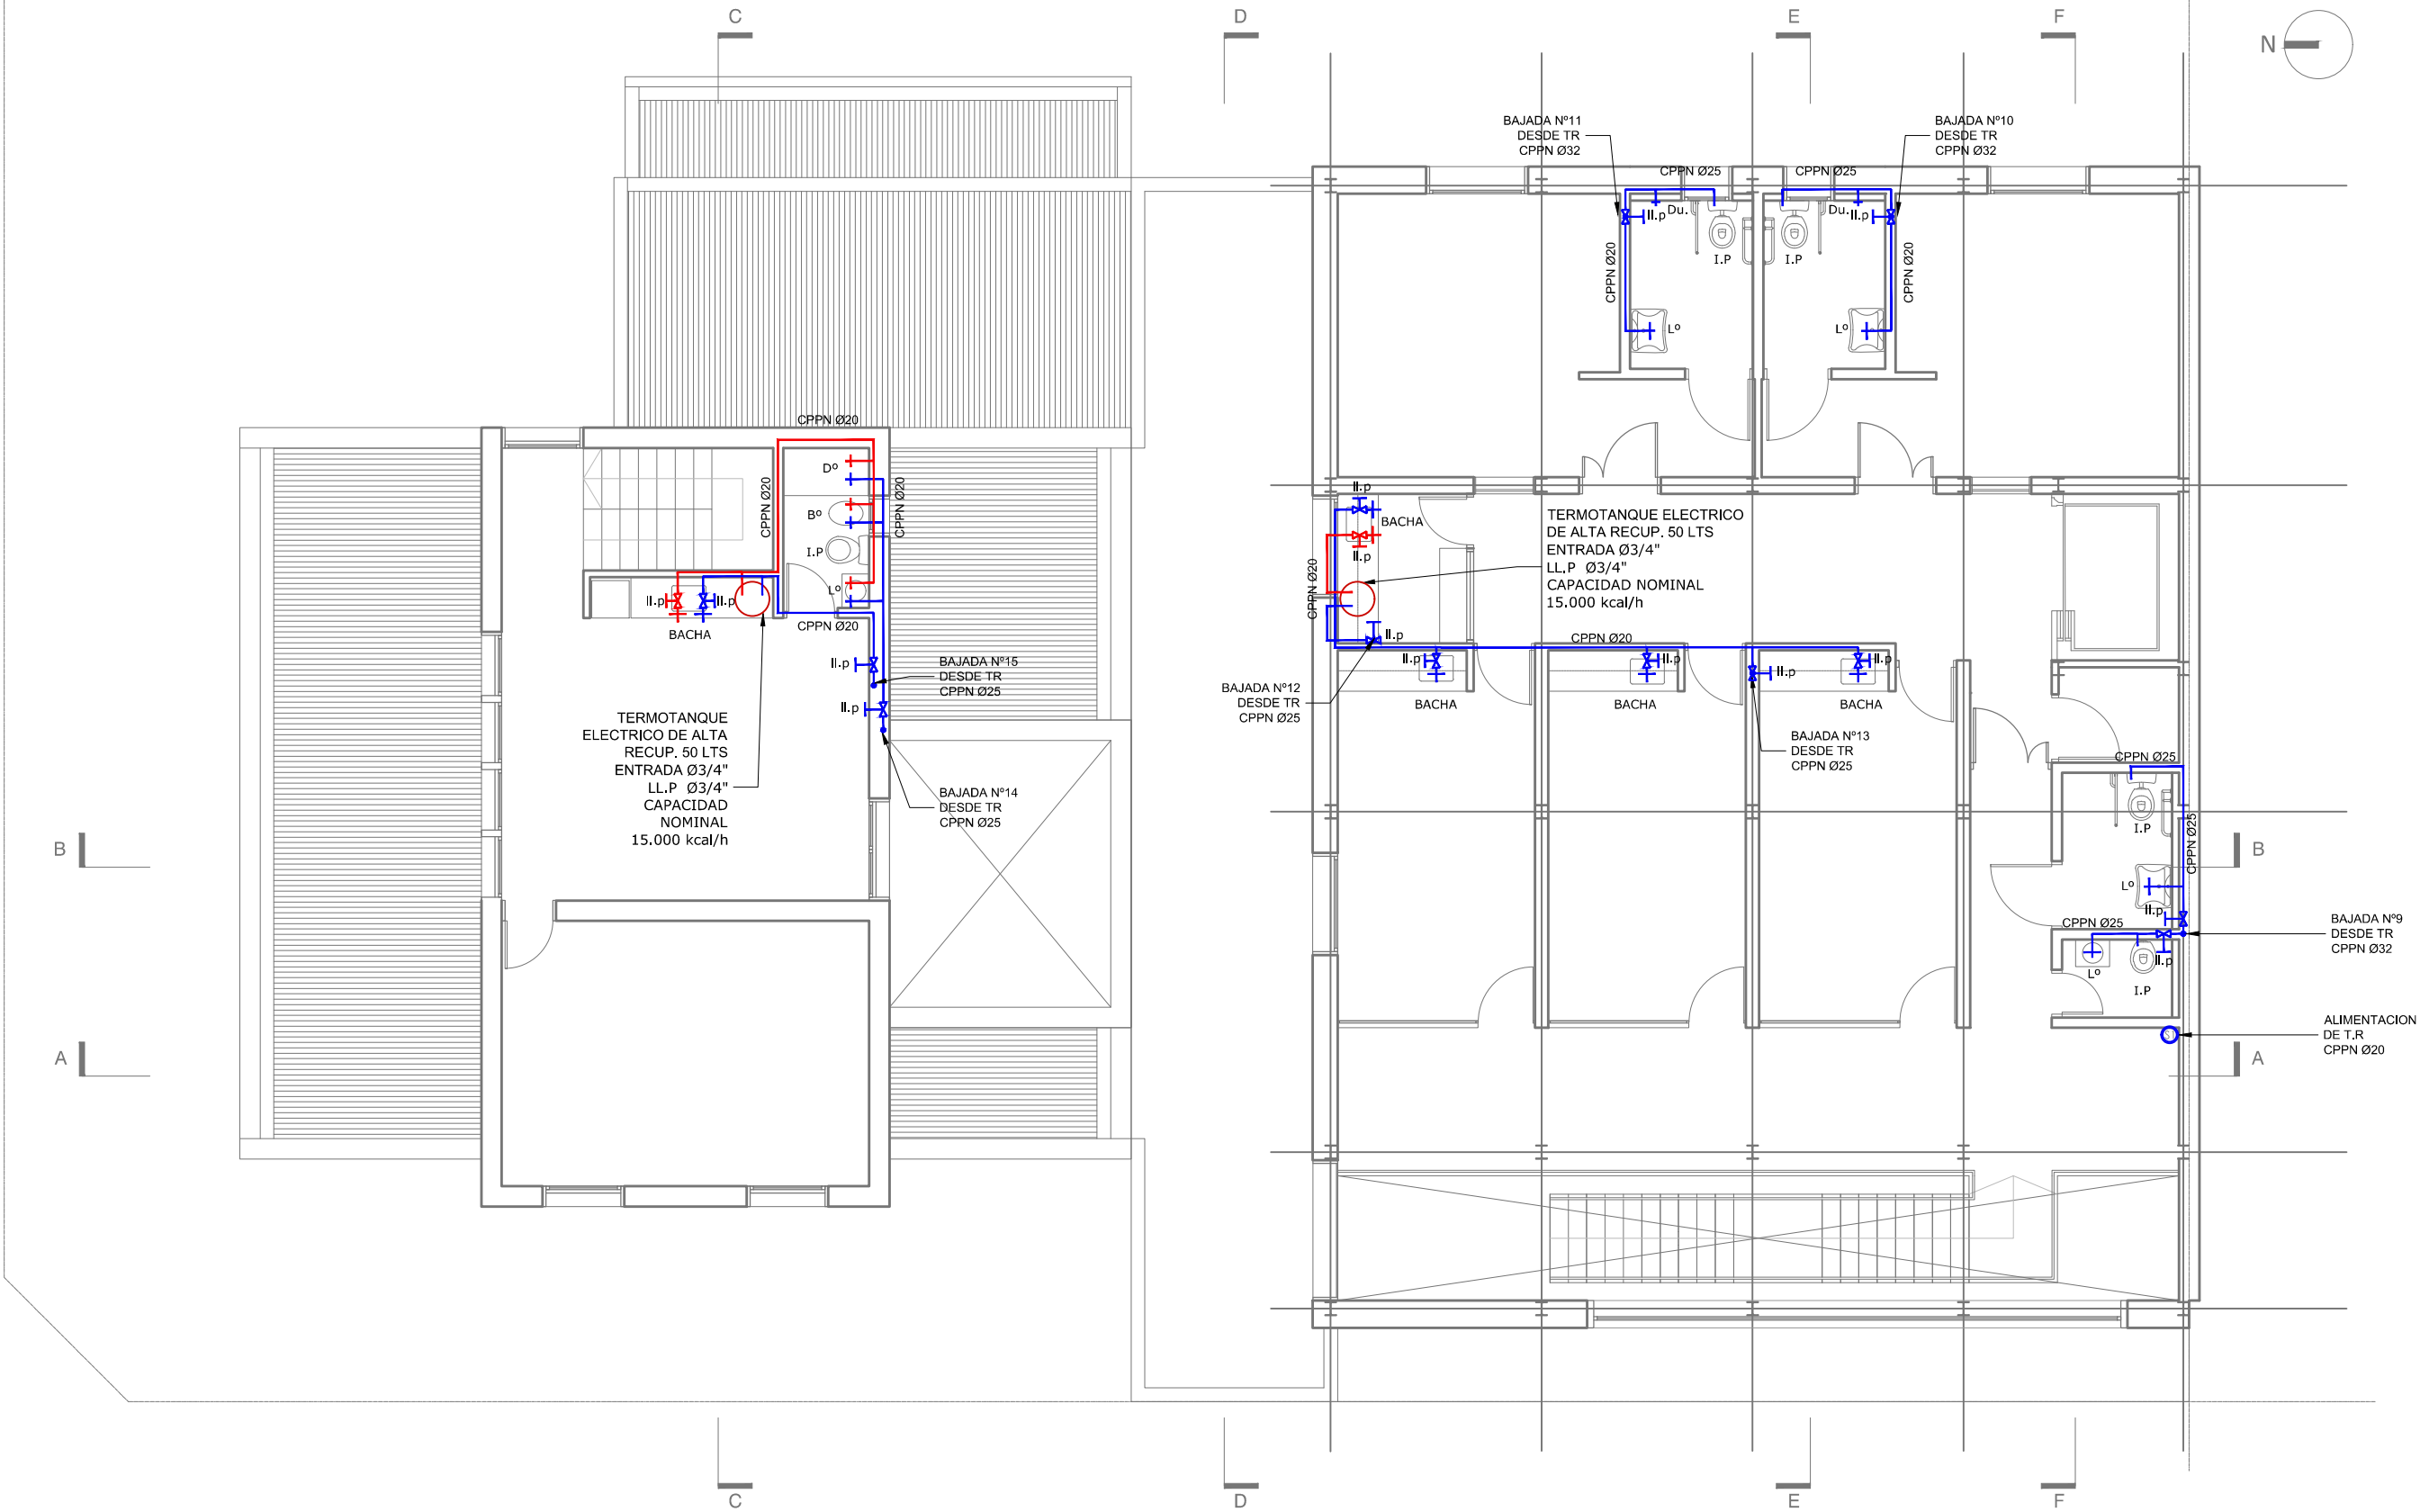 C
D
E
F
N
BAJADA Nº11
DESDE TR
CPPN Ø32
BAJADA Nº10
DESDE TR
CPPN Ø32
CPPN Ø25
CPPN Ø25
ll.p
Du.
Du.
ll.p
CPPN Ø20
I.P
I.P
CPPN Ø20
Lº
Lº
CPPN Ø20
Dº
CPPN Ø20
CPPN Ø20
Bº
I.P
Lº
ll.p
ll.p
BACHA
CPPN Ø20
ll.p
BAJADA Nº15
DESDE TR
CPPN Ø25
ll.p
TERMOTANQUE
ELECTRICO DE ALTA
RECUP. 50 LTS
ENTRADA Ø3/4"
LL.P Ø3/4"
CAPACIDAD
NOMINAL
15.000 kcal/h
BAJADA Nº14
DESDE TR
CPPN Ø25
ll.p
BACHA
ll.p
CPPN Ø20
TERMOTANQUE ELECTRICO
DE ALTA RECUP. 50 LTS
ENTRADA Ø3/4"
LL.P Ø3/4"
CAPACIDAD NOMINAL
15.000 kcal/h
ll.p
CPPN Ø20
ll.p
ll.p
ll.p
ll.p
BAJADA Nº12
DESDE TR
CPPN Ø25
BACHA
BACHA
BACHA
BAJADA Nº13
DESDE TR
CPPN Ø25
CPPN Ø25
I.P
CPPN Ø25
Lº
ll.p
CPPN Ø25
BAJADA Nº9
DESDE TR
CPPN Ø32
ll.p
Lº
I.P
ALIMENTACION
DE T.R
CPPN Ø20
B
B
A
A
C
D
E
F